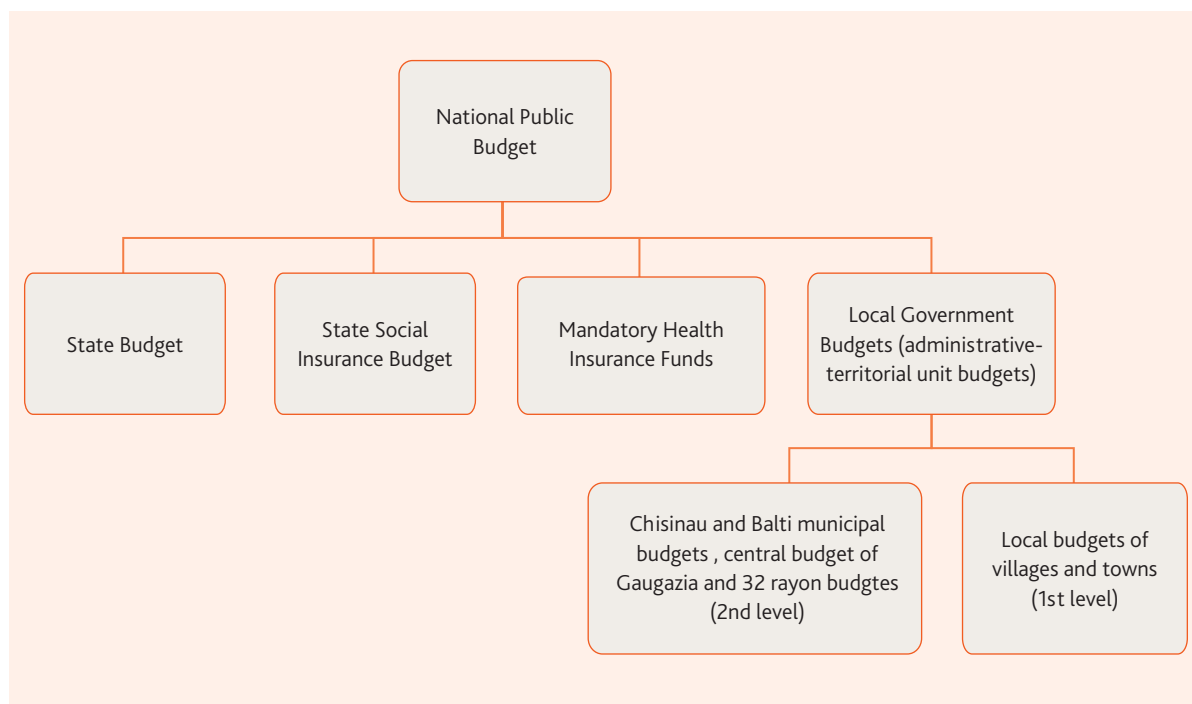 National Public
Budget
State Budget
State Social
Insurance Budget
Mandatory Health
Insurance Funds
Local Government
Budgets (administrative-
territorial unit budgets)
Chisinau and Balti municipal
budgets , central budget of
Gaugazia and 32 rayon budgtes
(2nd level)
Local budgets of
villages and towns
(1st level)